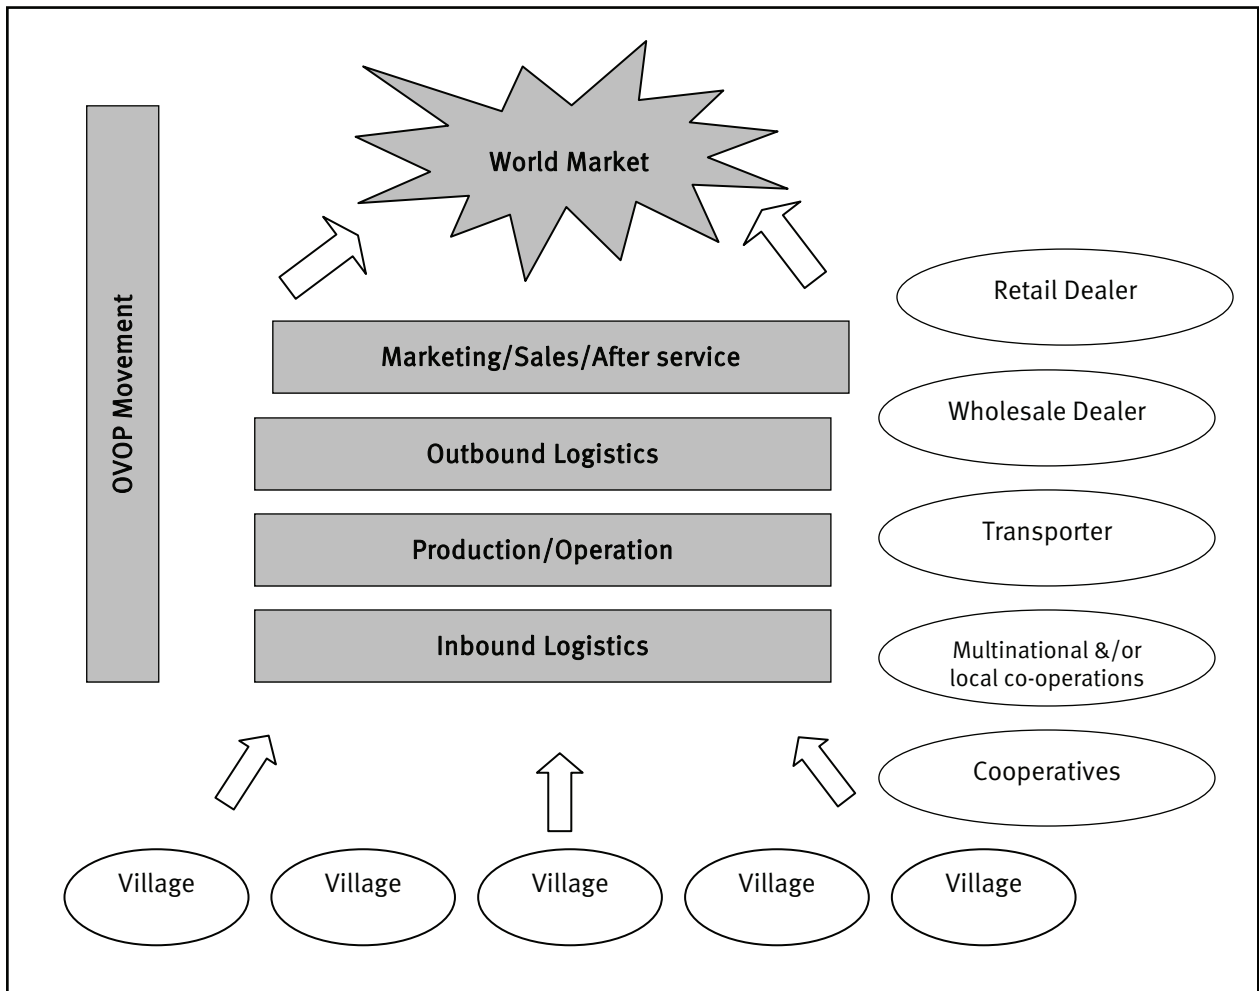 World Market
OVOP Movement
Retail Dealer
Marketing/Sales/After service
Wholesale Dealer
Outbound Logistics
Transporter
Production/Operation
Inbound Logistics
Multinational &/or
local co-operations
Cooperatives
Village
Village
Village
Village
Village